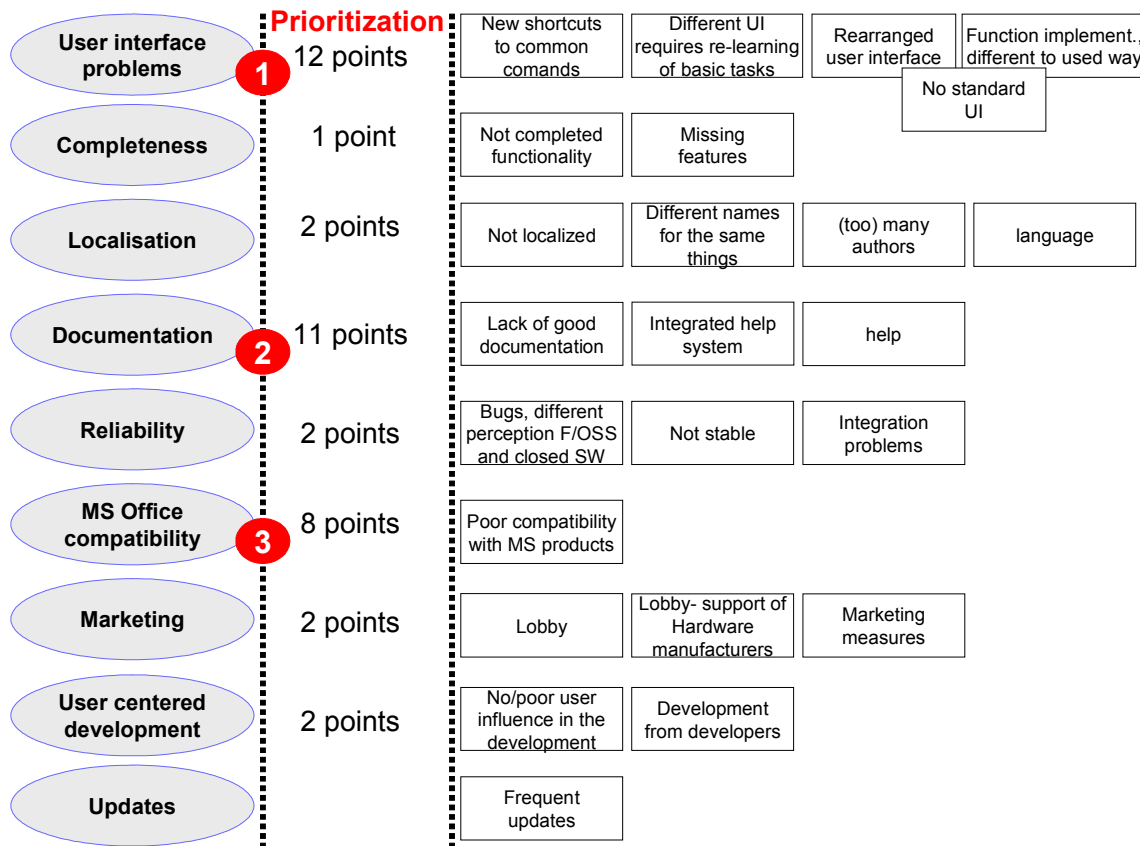 Prioritization
User interface
problems
1
12 points
New shortcuts
to common
comands
Different UI
requires re-learning
of basic tasks
Rearranged
user interface
Function implement.,
different to used way
No standard
UI
Completeness
1 point
Not completed
functionality
Missing
features
Localisation
2 points
Not localized
Different names
for the same
things
(too) many
authors
language
Documentation
2
11 points
Lack of good
documentation
Integrated help
system
help
Reliability
2 points
Bugs, different
perception F/OSS
and closed SW
Not stable
Integration
problems
MS Office
compatibility
3
8 points
Poor compatibility
with MS products
Marketing
2 points
Lobby
Lobby- support of
Hardware
manufacturers
Marketing
measures
User centered
development
2 points
No/poor user
influence in the
development
Development
from developers
Updates
Frequent
updates